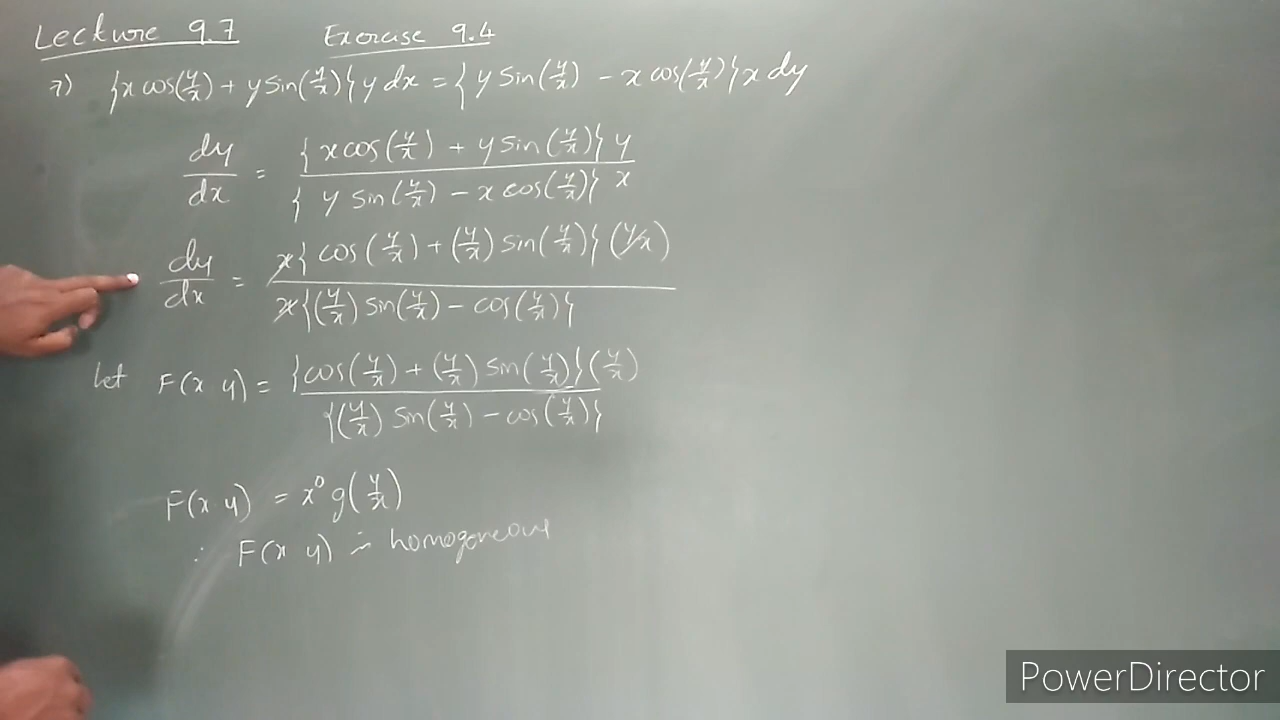 Lecture 9.7 Exercise 9.4
7) {x cos(y/x) + y sin(y/x)} y dx = {y sin(y/x) - x cos(y/x)} x dy
dy/dx = {x cos(y/x) + y sin(y/x)} y / {y sin(y/x) - x cos(y/x)} x
dy/dx = x{cos(y/x) + (y/x) sin(y/x)} (y/x) / x{(y/x) sin(y/x) - cos(y/x)}
let F(x y) = {cos(y/x) + (y/x) sin(y/x)} (y/x) / {(y/x) sin(y/x) - cos(y/x)}
F(x y) = x⁰ g(y/x)
∴ F(x y) is homogeneous
PowerDirector